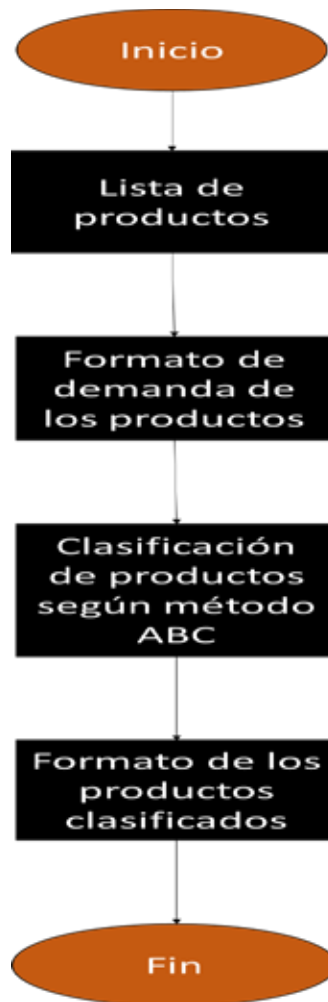 Inicio
Lista de
productos
Formato de
demanda de
los productos
Clasificación
de productos
según método
ABC
Formato de los
productos
clasificados
Fin